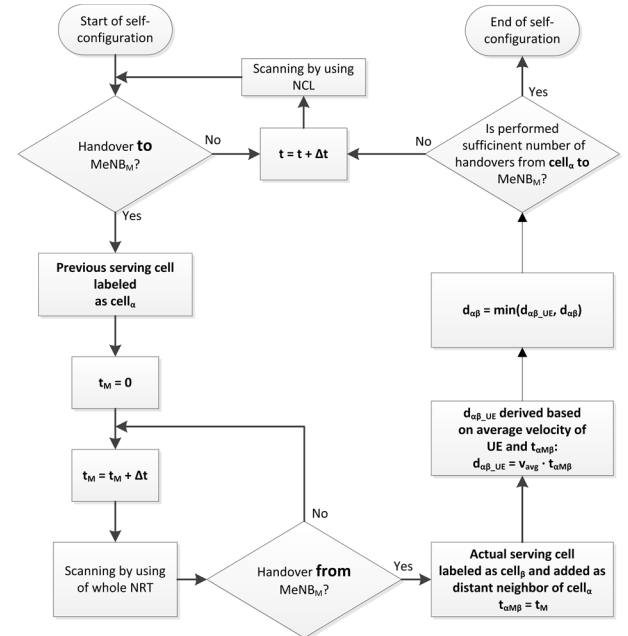 Start of self-
configuration
Scanning by using
NCL
Handover to
MeNBM?
No
t = t + Δt
Yes
Previous serving cell
labeled
as cellα
tM = 0
tM = tM + Δt
Scanning by using
of whole NRT
Handover from
MeNBM?
No
Yes
Actual serving cell
labeled as cellβ and added as
distant neighbor of cellα
tαMβ = tM
dαβ_UE derived based
on average velocity of
UE and tαMβ:
dαβ_UE = vavg · tαMβ
dαβ = min(dαβ_UE, dαβ)
Is performed
sufficinent number of
handovers from cellα to
MeNBM?
No
Yes
End of self-
configuration